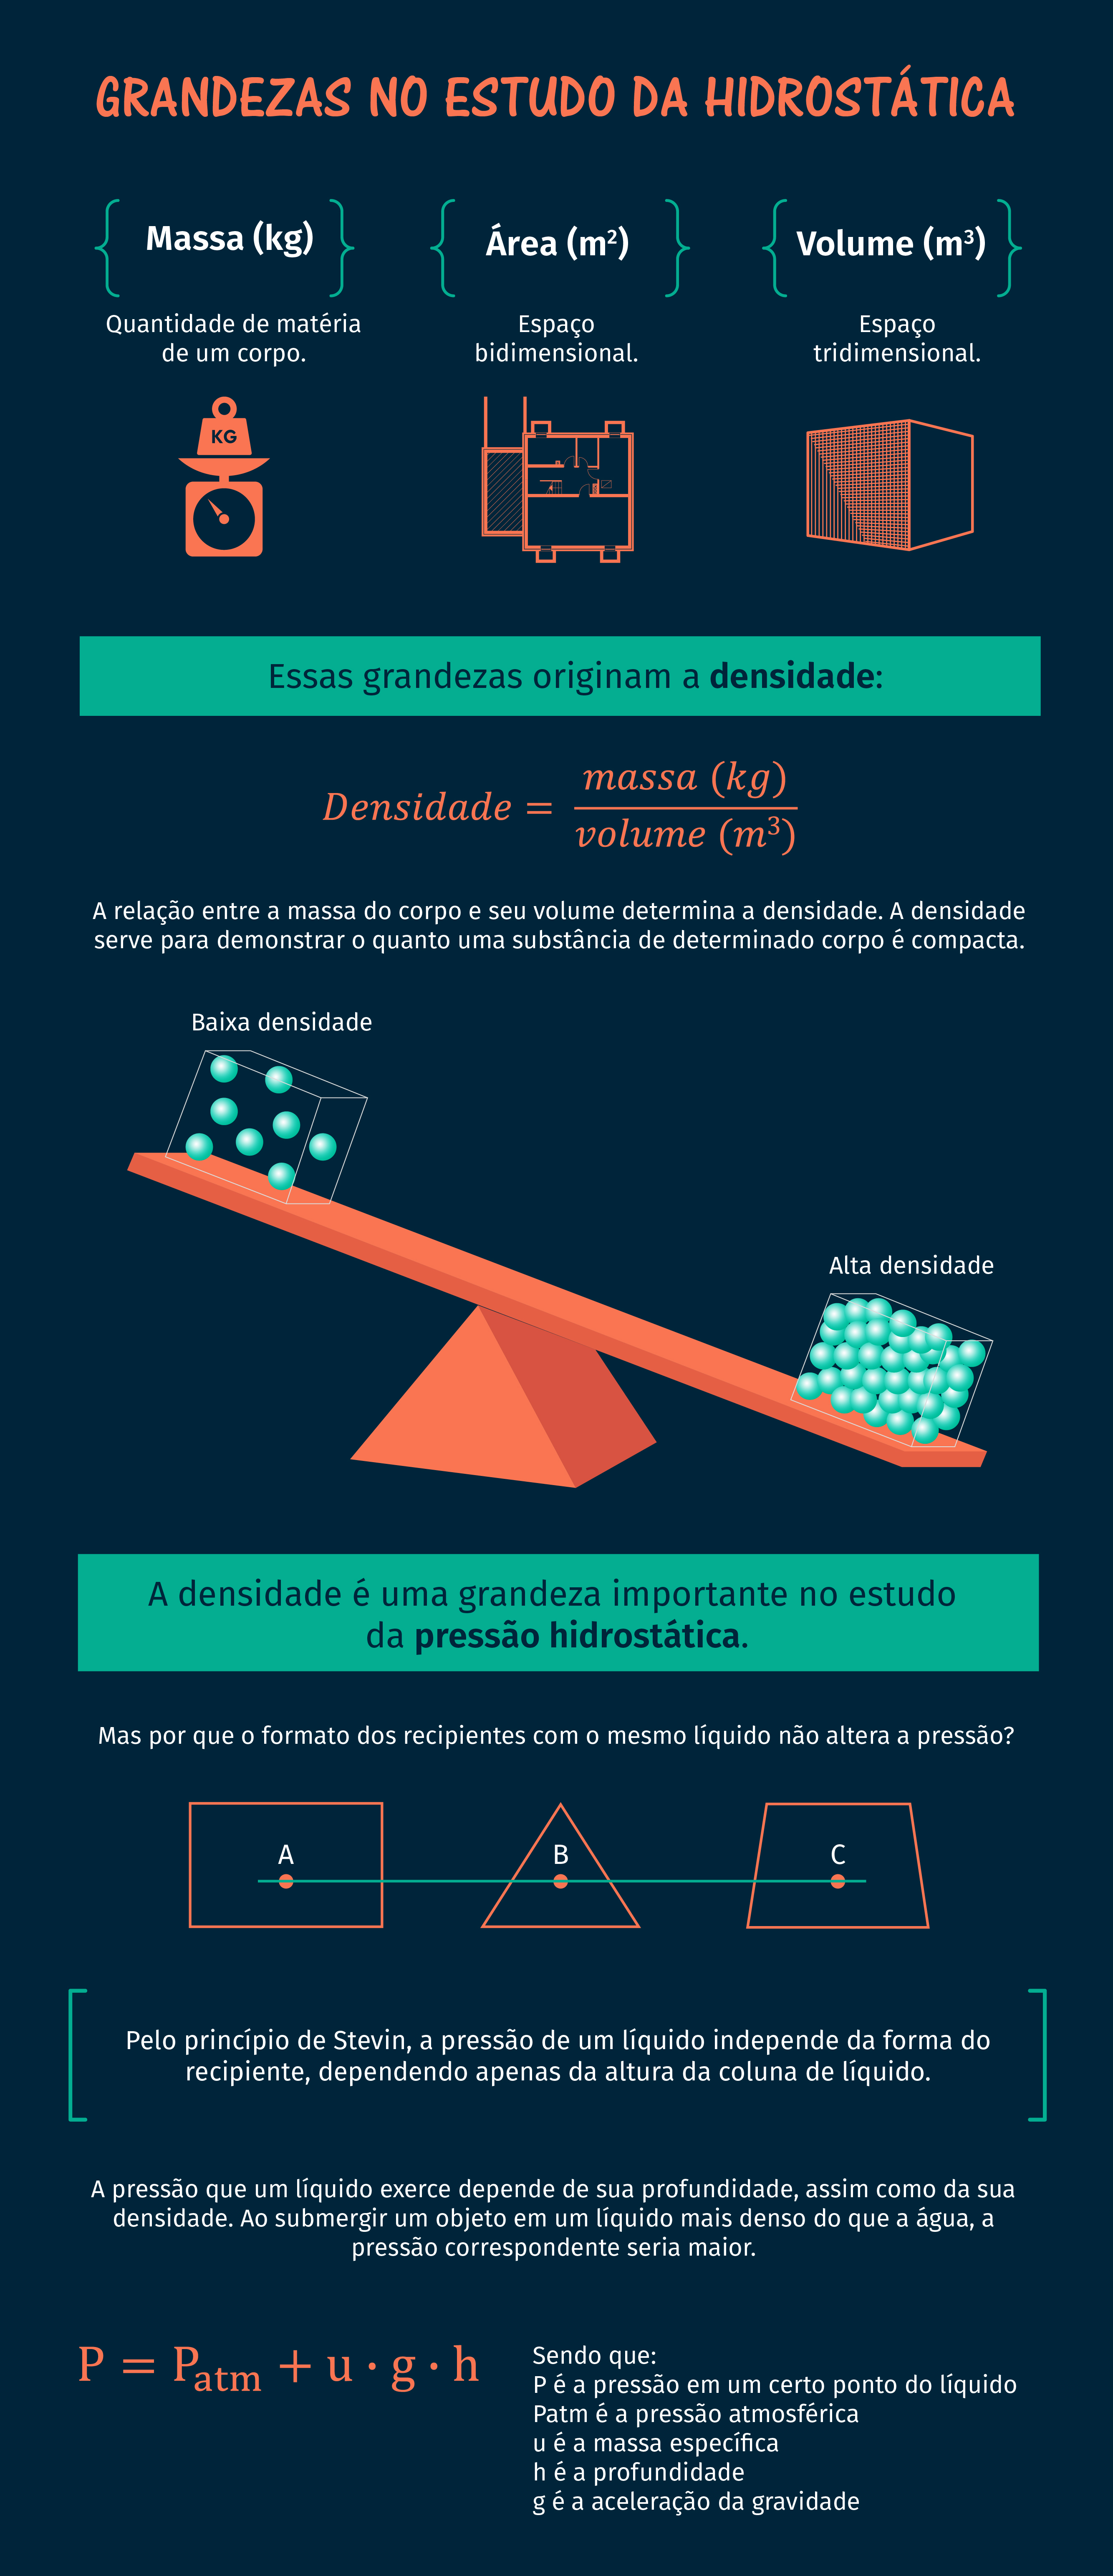 GRANDEZAS NO ESTUDO DA HIDROSTÁTICA
Massa (kg)
Quantidade de matéria
de um corpo.
KG
Área (m²)
Espaço
bidimensional.
Volume (m³)
Espaço
tridimensional.
Essas grandezas originam a densidade:
Densidade = massa (kg) / volume (m³)
A relação entre a massa do corpo e seu volume determina a densidade. A densidade
serve para demonstrar o quanto uma substância de determinado corpo é compacta.
Baixa densidade
Alta densidade
A densidade é uma grandeza importante no estudo
da pressão hidrostática.
Mas por que o formato dos recipientes com o mesmo líquido não altera a pressão?
A B C
Pelo princípio de Stevin, a pressão de um líquido independe da forma do
recipiente, dependendo apenas da altura da coluna de líquido.
A pressão que um líquido exerce depende de sua profundidade, assim como da sua
densidade. Ao submergir um objeto em um líquido mais denso do que a água, a
pressão correspondente seria maior.
P = Patm + u · g · h
Sendo que:
P é a pressão em um certo ponto do líquido
Patm é a pressão atmosférica
u é a massa específica
h é a profundidade
g é a aceleração da gravidade